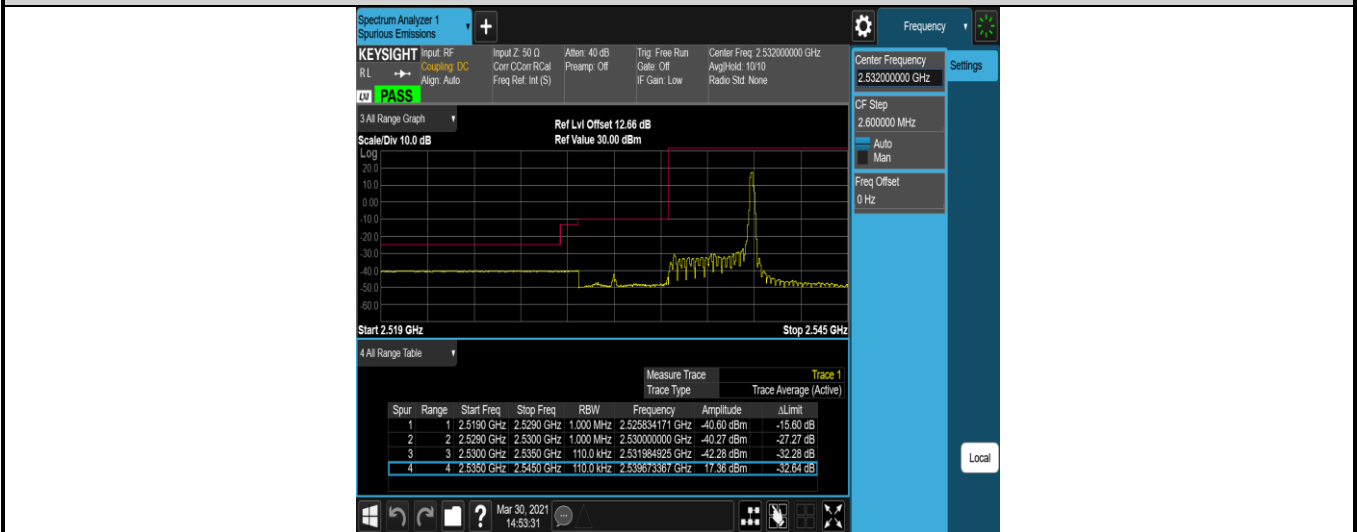 Spectrum Analyzer 1
Spurious Emissions
Frequency
KEYSIGHT
Input: RF
Coupling: DC
Align: Auto
Input Z: 50 Ω
Corr CCorr RCal
Freq Ref: Int (S)
Atten: 40 dB
Preamp: Off
Trig: Free Run
Gate: Off
IF Gain: Low
Center Freq: 2.532000000 GHz
Avg|Hold: 10/10
Radio Std: None
R L
LXI
PASS
3 All Range Graph
Scale/Div 10.0 dB
Ref Lvl Offset 12.66 dB
Ref Value 30.00 dBm
Log
20.0
10.0
0.00
-10.0
-20.0
-30.0
-40.0
-50.0
-60.0
Start 2.519 GHz
Stop 2.545 GHz
4 All Range Table
Measure Trace Trace 1
Trace Type Trace Average (Active)
Spur Range Start Freq Stop Freq RBW Frequency Amplitude ΔLimit
1 1 2.5190 GHz 2.5290 GHz 1.000 MHz 2.525834171 GHz -40.60 dBm -15.60 dB
2 2 2.5290 GHz 2.5300 GHz 1.000 MHz 2.530000000 GHz -40.27 dBm -27.27 dB
3 3 2.5300 GHz 2.5350 GHz 110.0 kHz 2.531984925 GHz -42.28 dBm -32.28 dB
4 4 2.5350 GHz 2.5450 GHz 110.0 kHz 2.539673367 GHz 17.36 dBm -32.64 dB
Mar 30, 2021
14:53:31
Center Frequency
2.532000000 GHz
Settings
CF Step
2.600000 MHz
Auto
Man
Freq Offset
0 Hz
Local